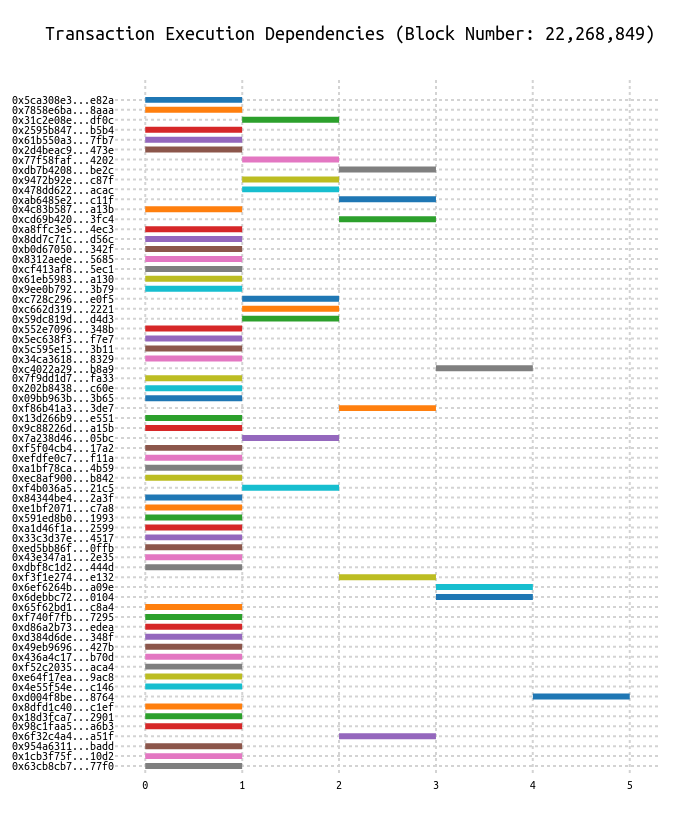 Transaction Execution Dependencies (Block Number: 22,268,849)
0x5ca308e3...e82a
0x7858e6ba...8aaa
0x31c2e08e...df0c
0x2595b847...b5b4
0x61b550a3...7fb7
0x2d4beac9...473e
0x77f58faf...4202
0xdb7b4208...be2c
0x9472b92e...c87f
0x478dd622...acac
0xab6485e2...c11f
0x4c83b587...a13b
0xcd69b420...3fc4
0xa8ffc3e5...4ec3
0x8dd7c71c...d56c
0xb0d67050...342f
0x8312aede...5685
0xcf413af8...5ec1
0x61eb5983...a130
0x9ee0b792...3b79
0xc728c296...e0f5
0xc662d319...2221
0x59dc819d...d4d3
0x552e7096...348b
0x5ec638f3...f7e7
0x5c595e15...3b11
0x34ca3618...8329
0xc4022a29...b8a9
0x7f9dd1d7...fa33
0x202b8438...c60e
0x09bb963b...3b65
0xf86b41a3...3de7
0x13d266b9...e551
0x9c88226d...a15b
0x7a238d46...05bc
0xf5f04cb4...17a2
0xefdfe0c7...f11a
0xa1bf78ca...4b59
0xec8af900...b842
0xf4b036a5...21c5
0x84344be4...2a3f
0xe1bf2071...c7a8
0x591ed8b0...1993
0xa1d46f1a...2599
0x33c3d37e...4517
0xed5bb86f...0ffb
0x43e347a1...2e35
0xdbf8c1d2...444d
0xf3f1e274...e132
0x6ef6264b...a09e
0x6debbc72...0104
0x65f62bd1...c8a4
0xf740f7fb...7295
0xd86a2b73...edea
0xd384d6de...348f
0x49eb9696...427b
0x436a4c17...b70d
0xf52c2035...aca4
0xe64f17ea...9ac8
0x4e55f54e...c146
0xd004f8be...8764
0x8dfd1c40...c1ef
0x18d3fca7...2901
0x98c1faa5...a6b3
0x6f32c4a4...a51f
0x954a6311...badd
0x1cb3f75f...10d2
0x63cb8cb7...77f0
0 1 2 3 4 5